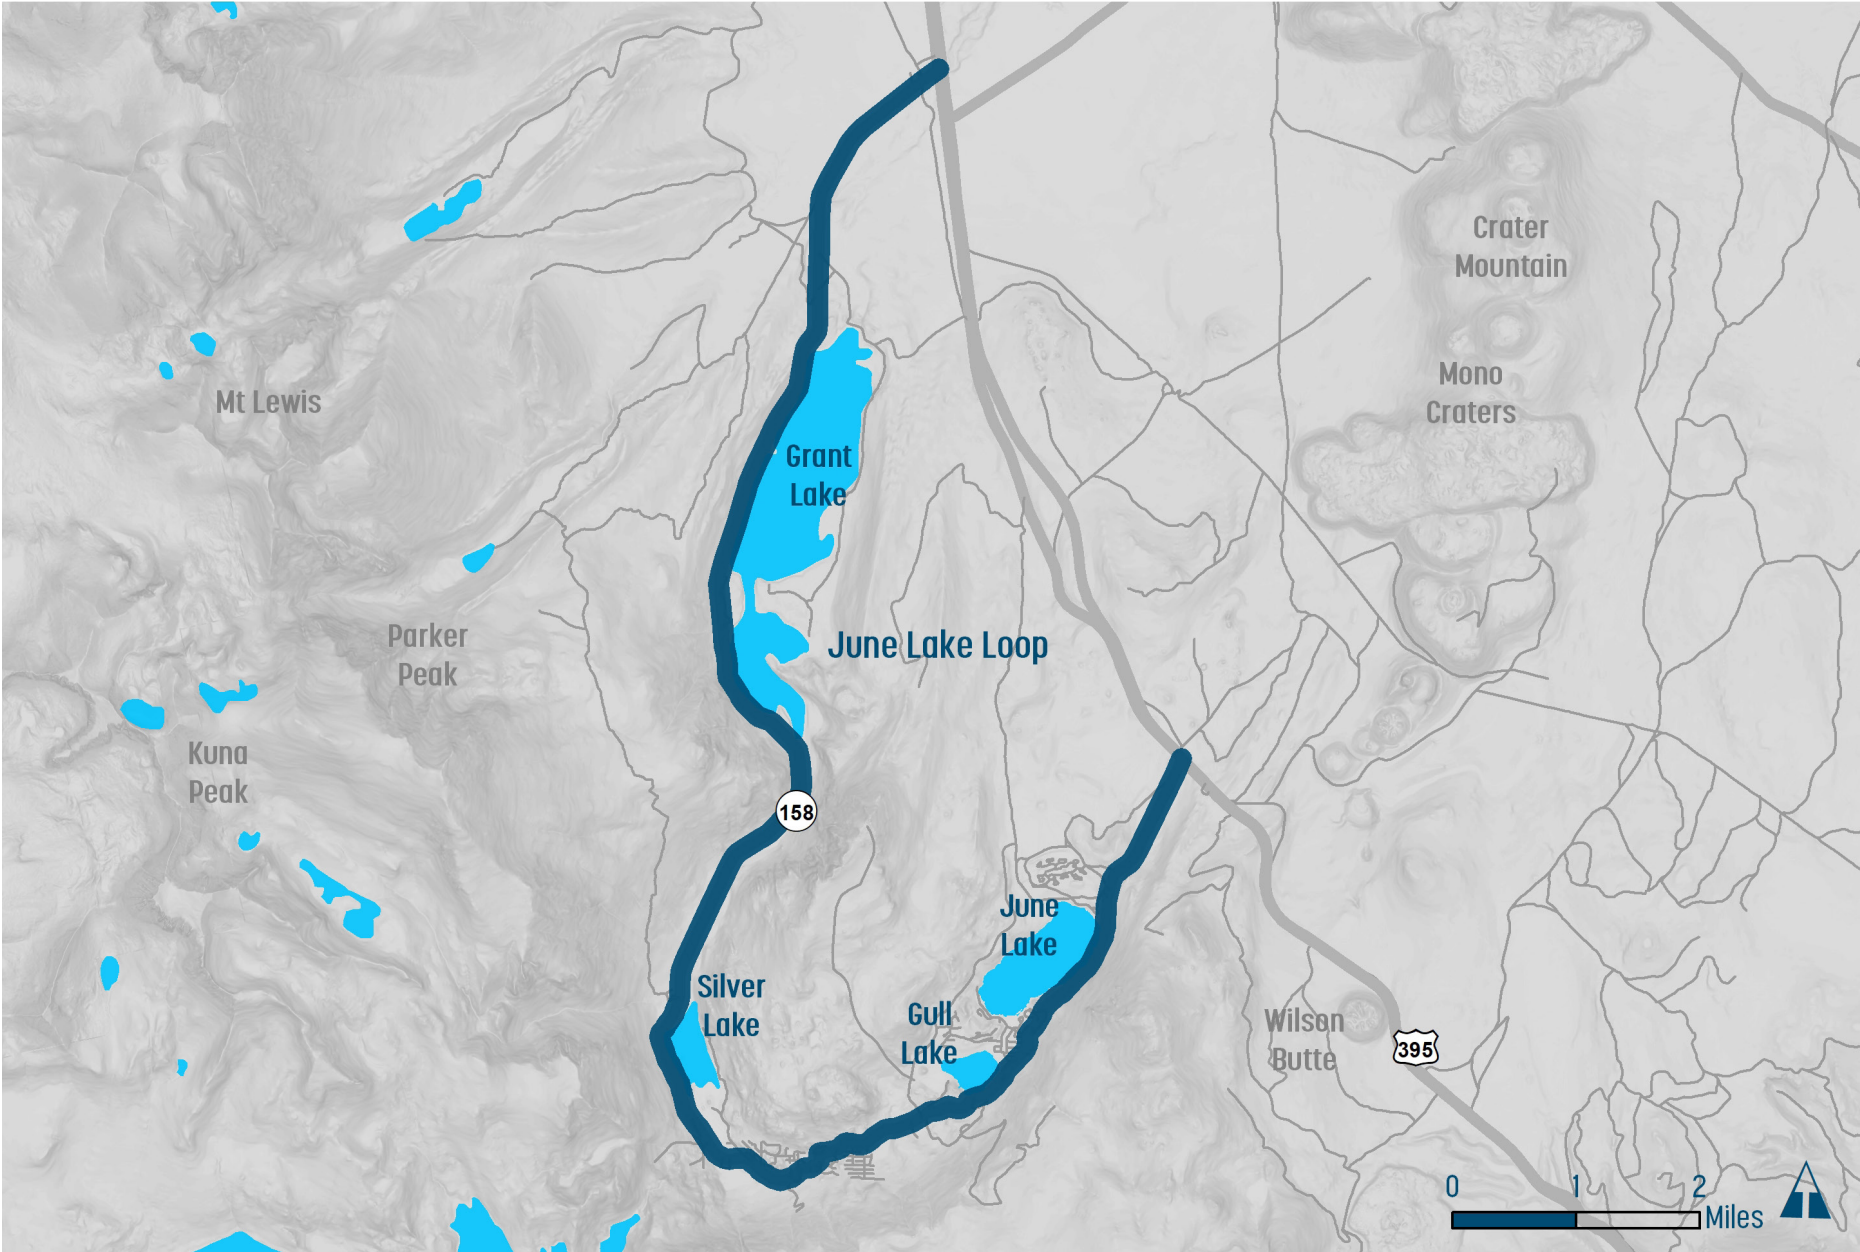 Crater
Mountain
Mono
Craters
Mt Lewis
Grant
Lake
June Lake Loop
Parker
Peak
Kuna
Peak
158
June
Lake
Silver
Lake
Gull
Lake
Wilson
Butte
395
0 1 2
Miles